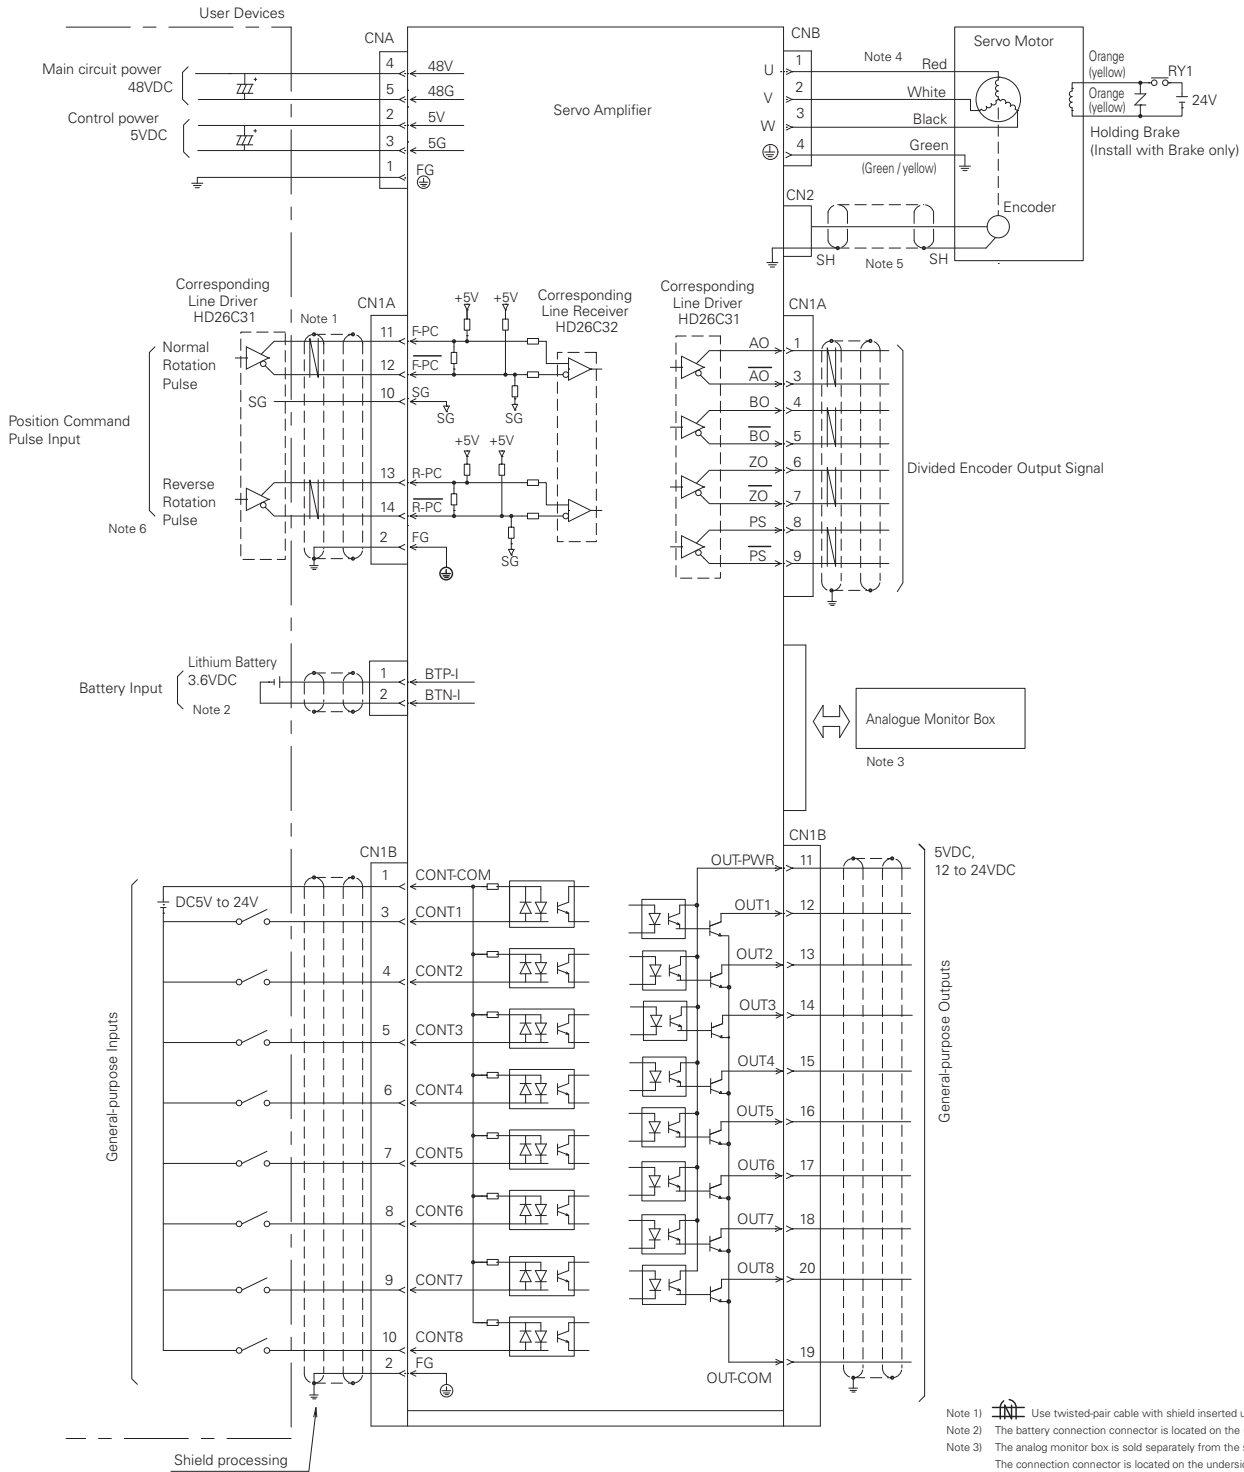 User Devices
CNA
Main circuit power
48VDC
Control power
5VDC
4
48V
5
48G
2
5V
3
5G
1
FG
Servo Amplifier
CNB
U
1
V
2
W
3
4
Note 4
Red
White
Black
Green
(Green / yellow)
Servo Motor
Orange
(yellow)
RY1
Orange
(yellow)
24V
Holding Brake
(Install with Brake only)
CN2
Encoder
SH
Note 5
SH
Corresponding
Line Driver
HD26C31
Note 1
CN1A
+5V
+5V
Corresponding
Line Receiver
HD26C32
Normal
Rotation
Pulse
11
F-PC
12
F-PC
SG
10
SG
SG
SG
Position Command
Pulse Input
+5V
+5V
Reverse
Rotation
Pulse
Note 6
13
R-PC
14
R-PC
2
FG
SG
Corresponding
Line Driver
HD26C31
CN1A
AO
1
AO
3
BO
4
BO
5
ZO
6
ZO
7
PS
8
PS
9
Divided Encoder Output Signal
Battery Input
Lithium Battery
3.6VDC
Note 2
1
BTP-I
2
BTN-I
Analogue Monitor Box
Note 3
CN1B
General-purpose Inputs
DC5V to 24V
1
CONT-COM
3
CONT1
4
CONT2
5
CONT3
6
CONT4
7
CONT5
8
CONT6
9
CONT7
10
CONT8
2
FG
Shield processing
CN1B
5VDC,
12 to 24VDC
OUT-PWR
11
OUT1
12
OUT2
13
OUT3
14
OUT4
15
OUT5
16
OUT6
17
OUT7
18
OUT8
20
OUT-COM
19
General-purpose Outputs
Note 1) Use twisted-pair cable with shield inserted
Note 2) The battery connection connector is located on the
Note 3) The analog monitor box is sold separately from the
The connection connector is located on the